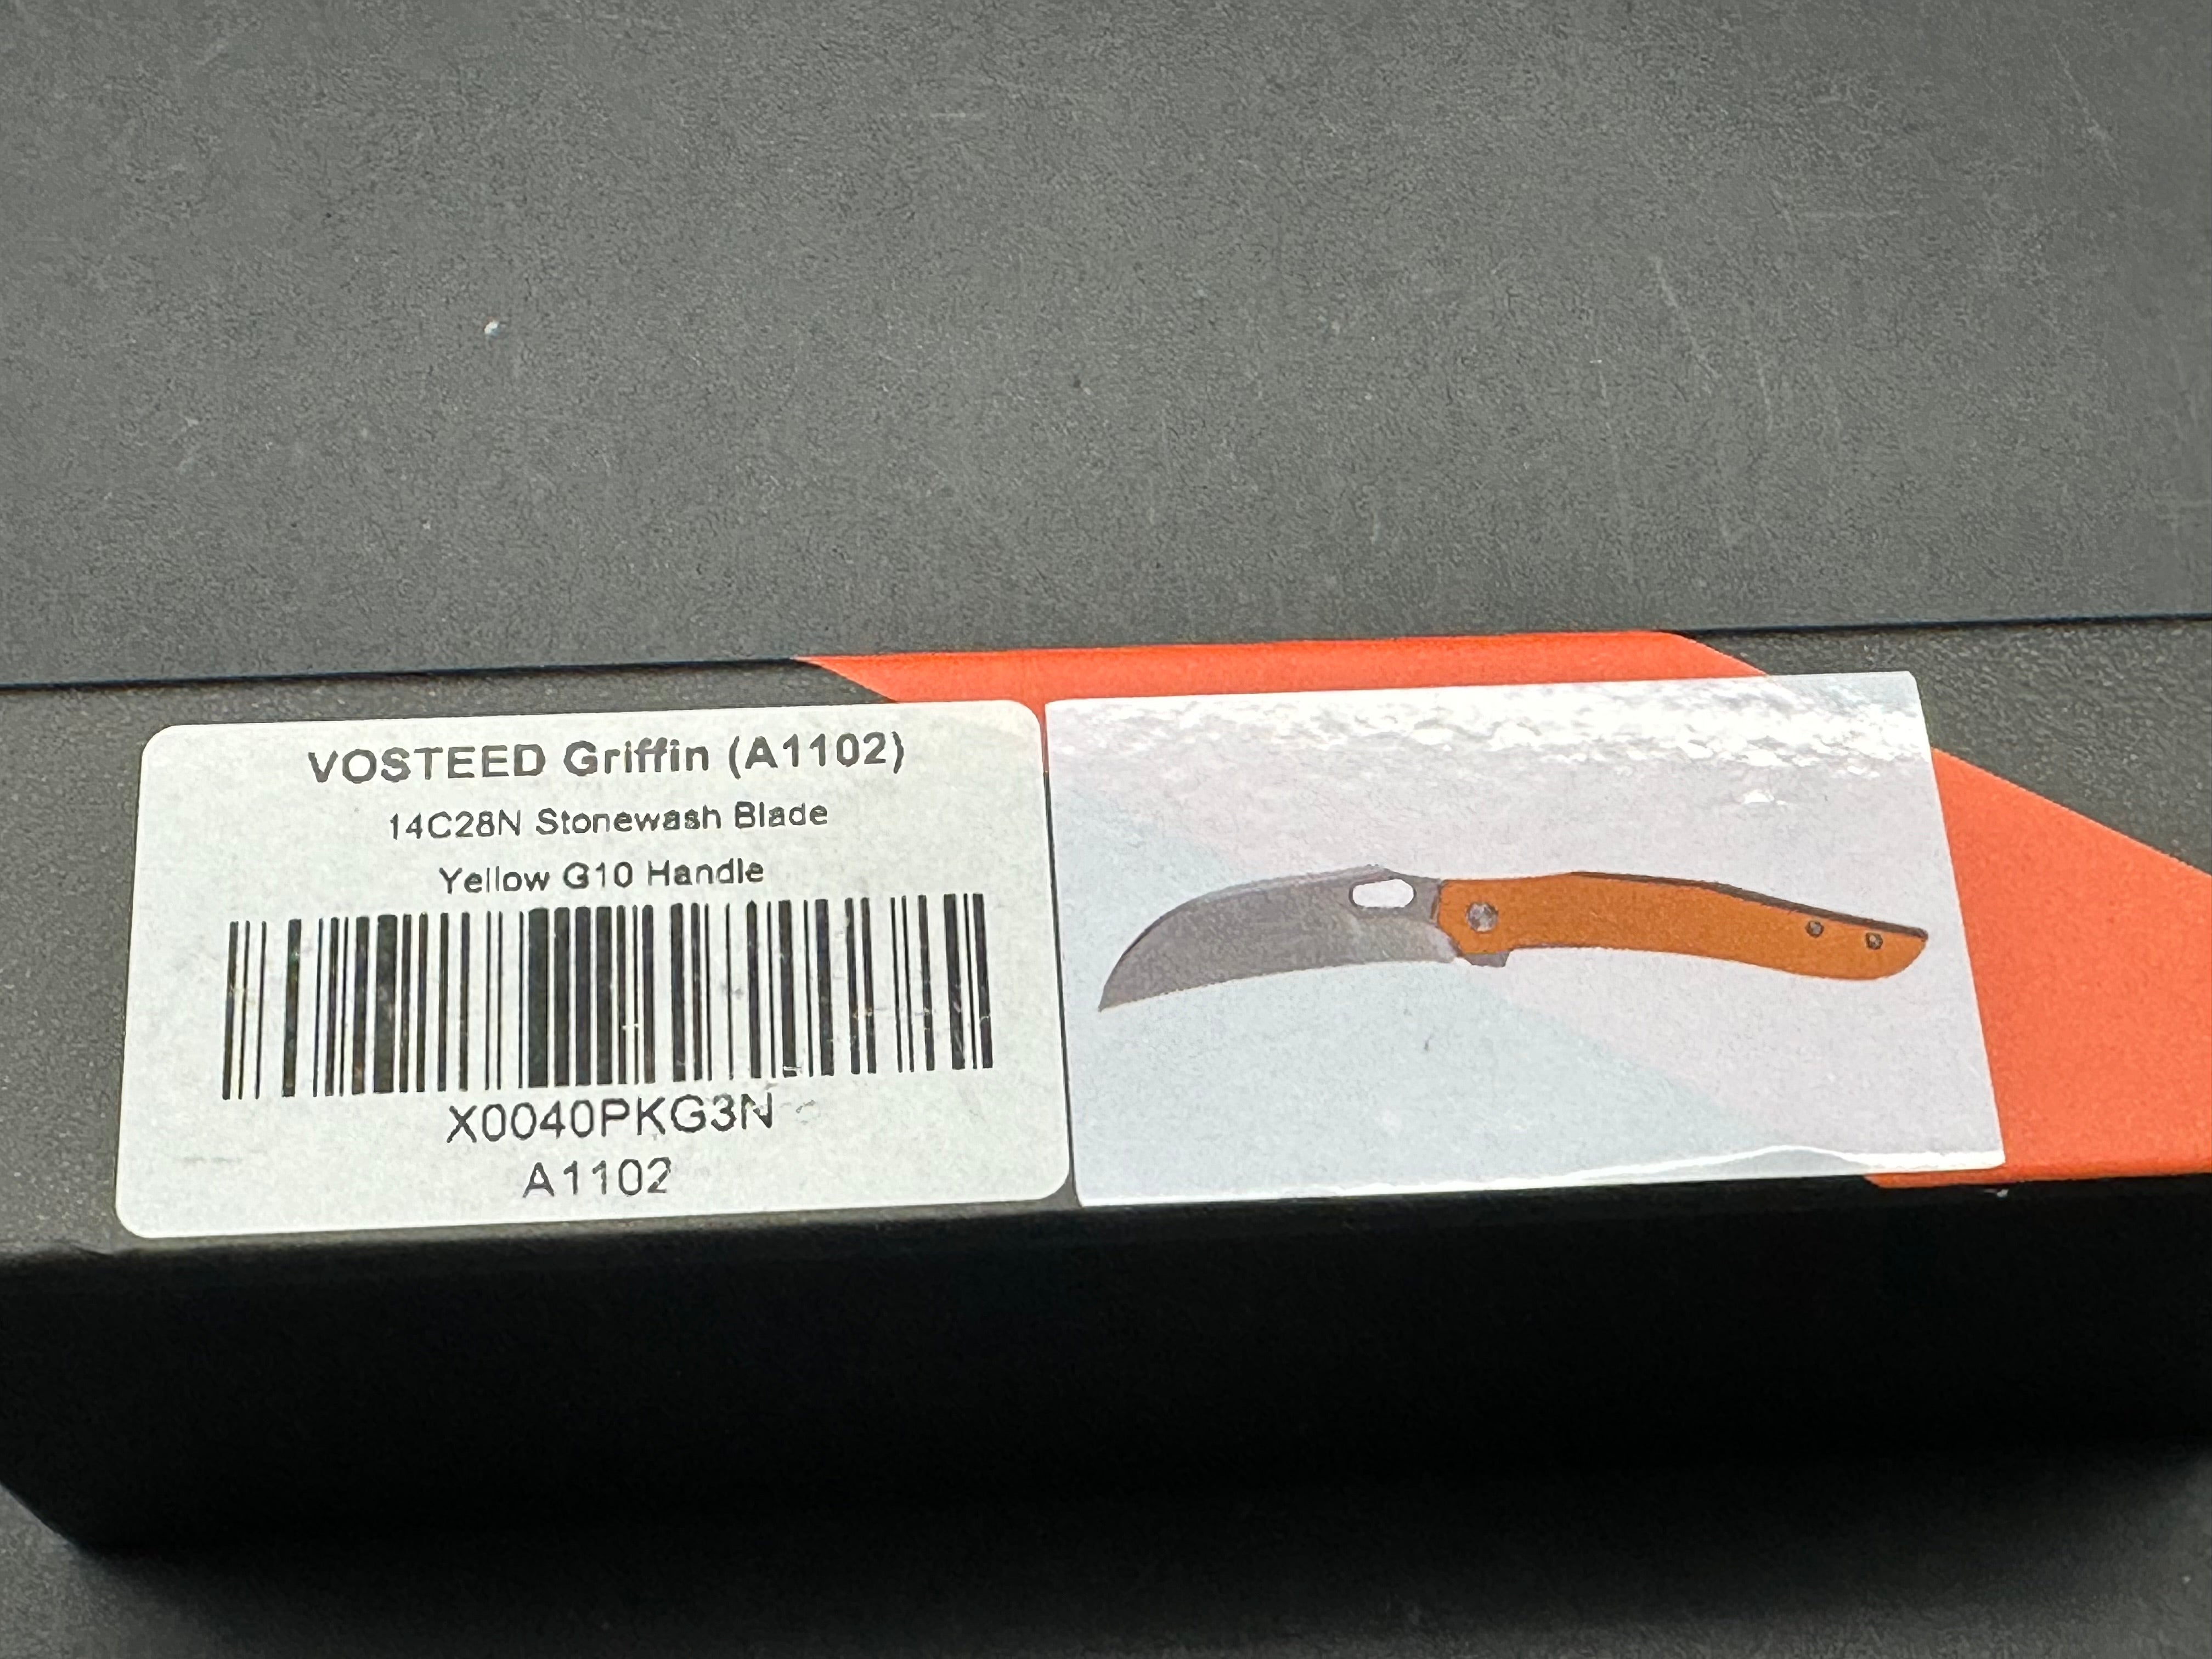 VOSTEED Griffin (A1102)
14C28N Stonewash Blade
Yellow G10 Handle
X0040PKG3N
A1102